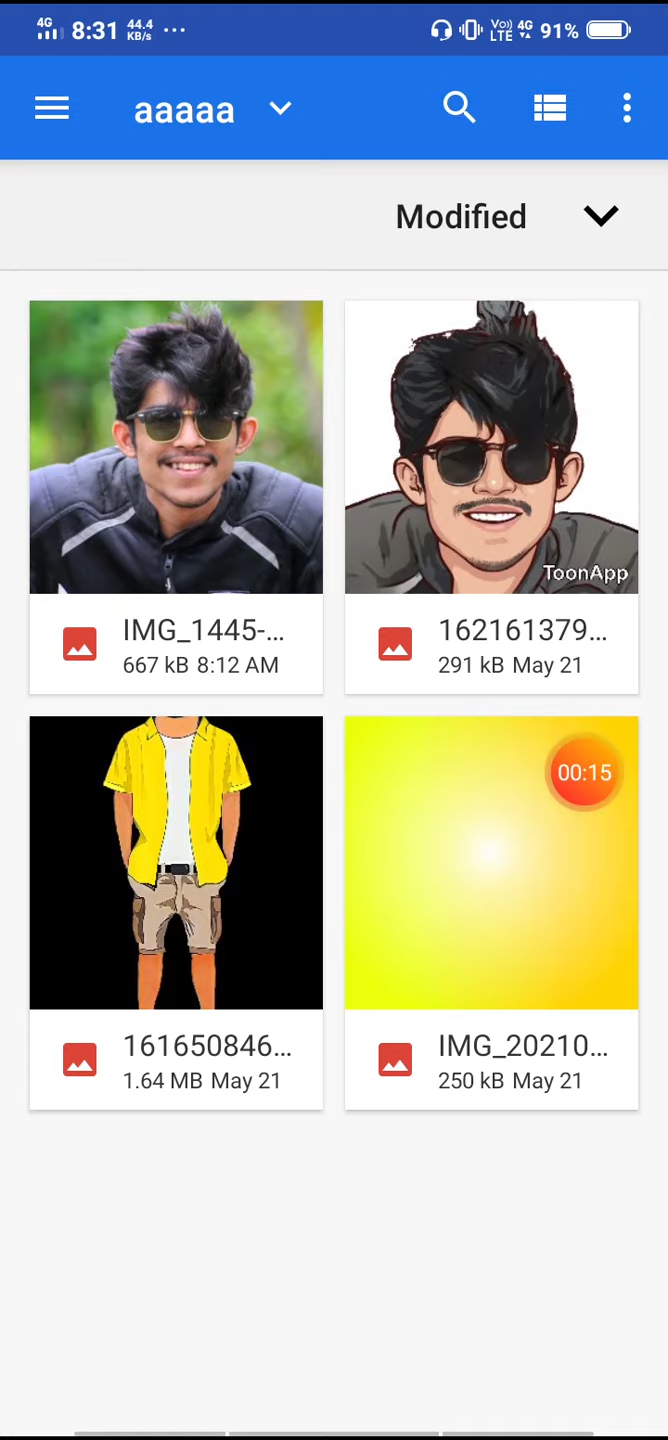 4G 8:31 44.4 KB/s ... Vo)) LTE 4G 91%
aaaaa
Modified
ToonApp
IMG_1445-...
667 kB 8:12 AM
162161379...
291 kB May 21
00:15
161650846...
1.64 MB May 21
IMG_20210...
250 kB May 21